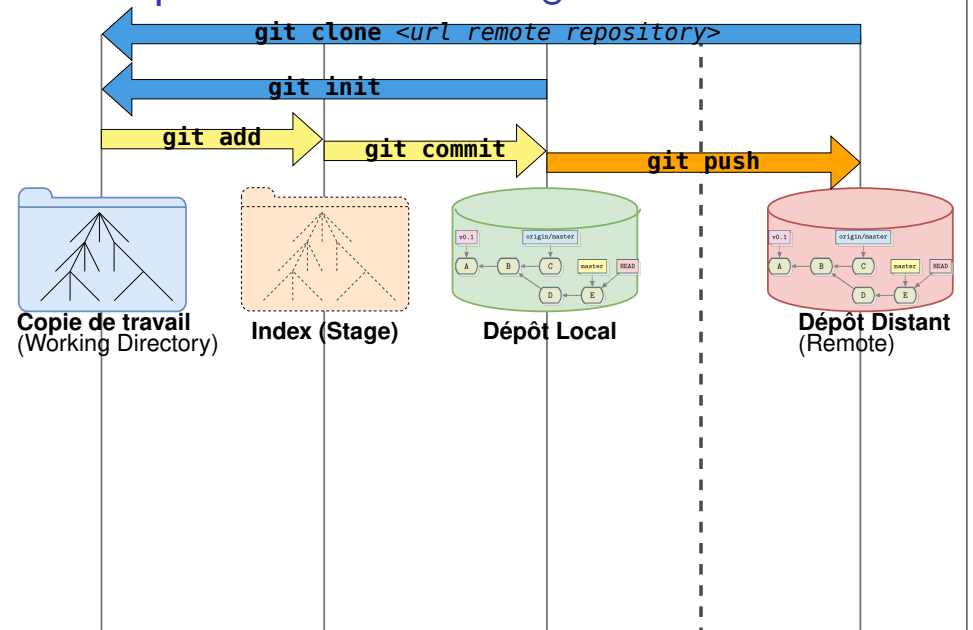 git clone <url remote repository>
git init
git add
git commit
git push
v0.1
origin/master
A
B
C
master
HEAD
D
E
v0.1
origin/master
A
B
C
master
HEAD
D
E
Copie de travail
(Working Directory)
Index (Stage)
Dépôt Local
Dépôt Distant
(Remote)